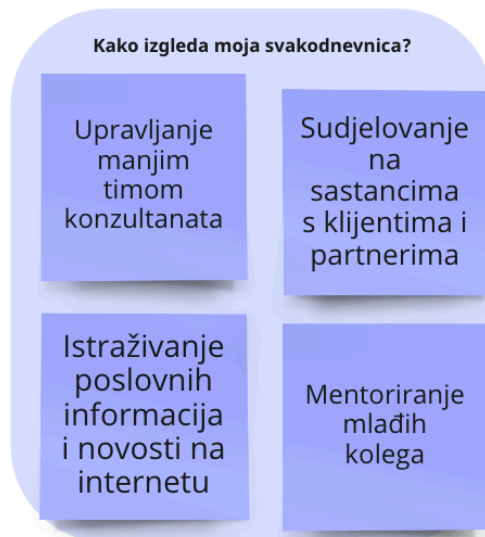 Kako izgleda moja svakodnevnica?
Upravljanje
manjim
timom
konzultanata
Sudjelovanje
na
sastancima
s klijentima i
partnerima
Istraživanje
poslovnih
informacija
i novosti na
internetu
Mentoriranje
mlađih
kolega